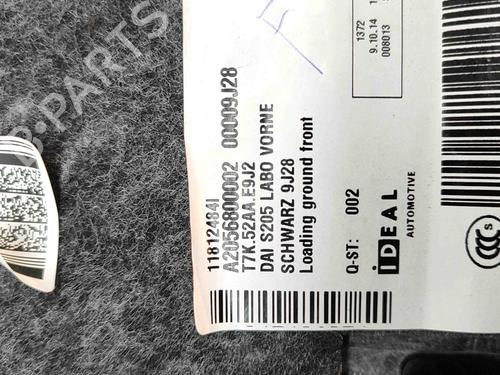 118124841
A2056800002 00009J28
T7K.52AA.E9J2
DAI S205 LABO VORNE
SCHWARZ 9J28
Loading ground front
Q-ST: 002
iDEAL
AUTOMOTIVE
1372
9.10.14
008013
CCC
S
F
B-PARTS